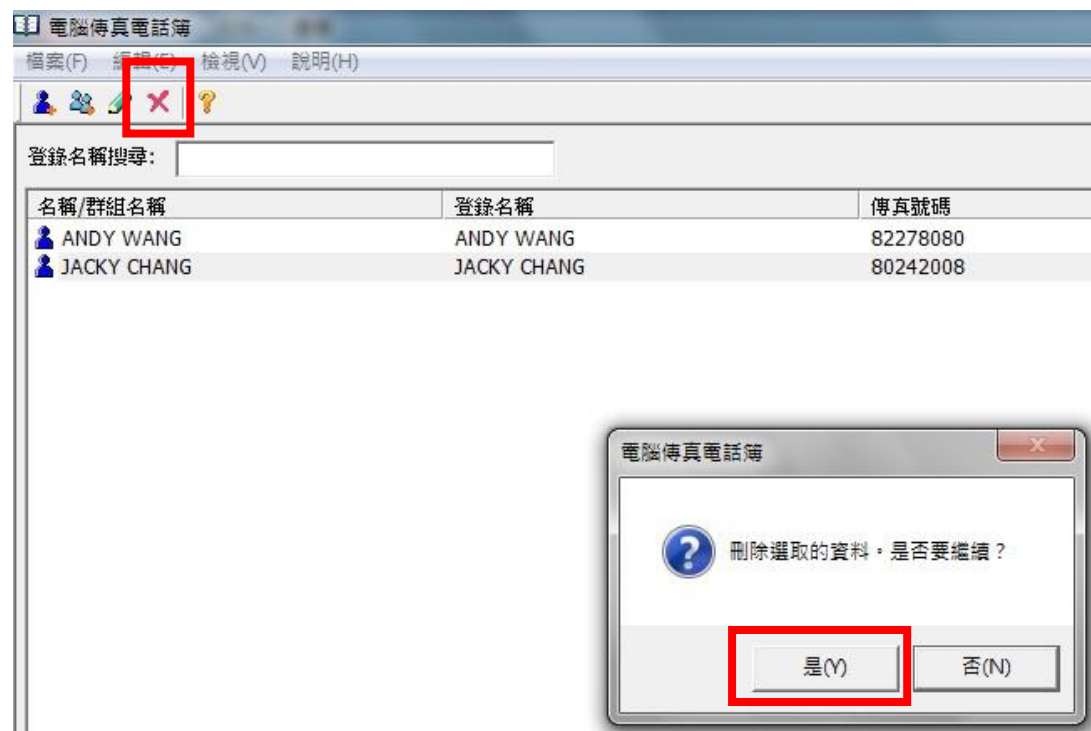 電腦傳真電話簿
檔案(F) 編輯(E) 檢視(V) 說明(H)
登錄名稱搜尋:
名稱/群組名稱 登錄名稱 傳真號碼
ANDY WANG ANDY WANG 82278080
JACKY CHANG JACKY CHANG 80242008
電腦傳真電話簿
刪除選取的資料。是否要繼續?
是(Y) 否(N)